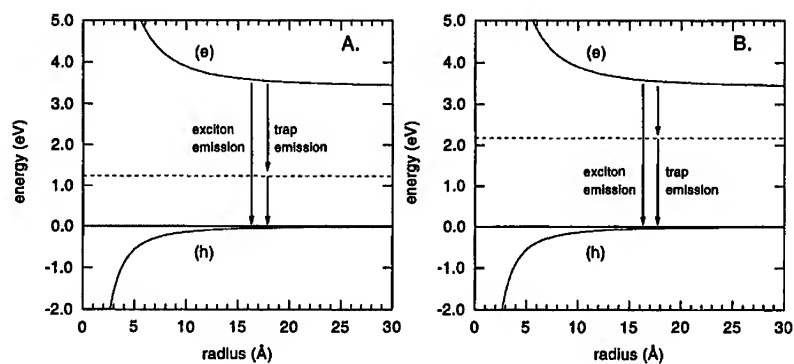 A.
5.0
4.0
3.0
2.0
1.0
0.0
-1.0
-2.0
energy (eV)
(e)
exciton emission
trap emission
(h)
0 5 10 15 20 25 30
radius (Å)
B.
5.0
4.0
3.0
2.0
1.0
0.0
-1.0
-2.0
energy (eV)
(e)
exciton emission
trap emission
(h)
0 5 10 15 20 25 30
radius (Å)